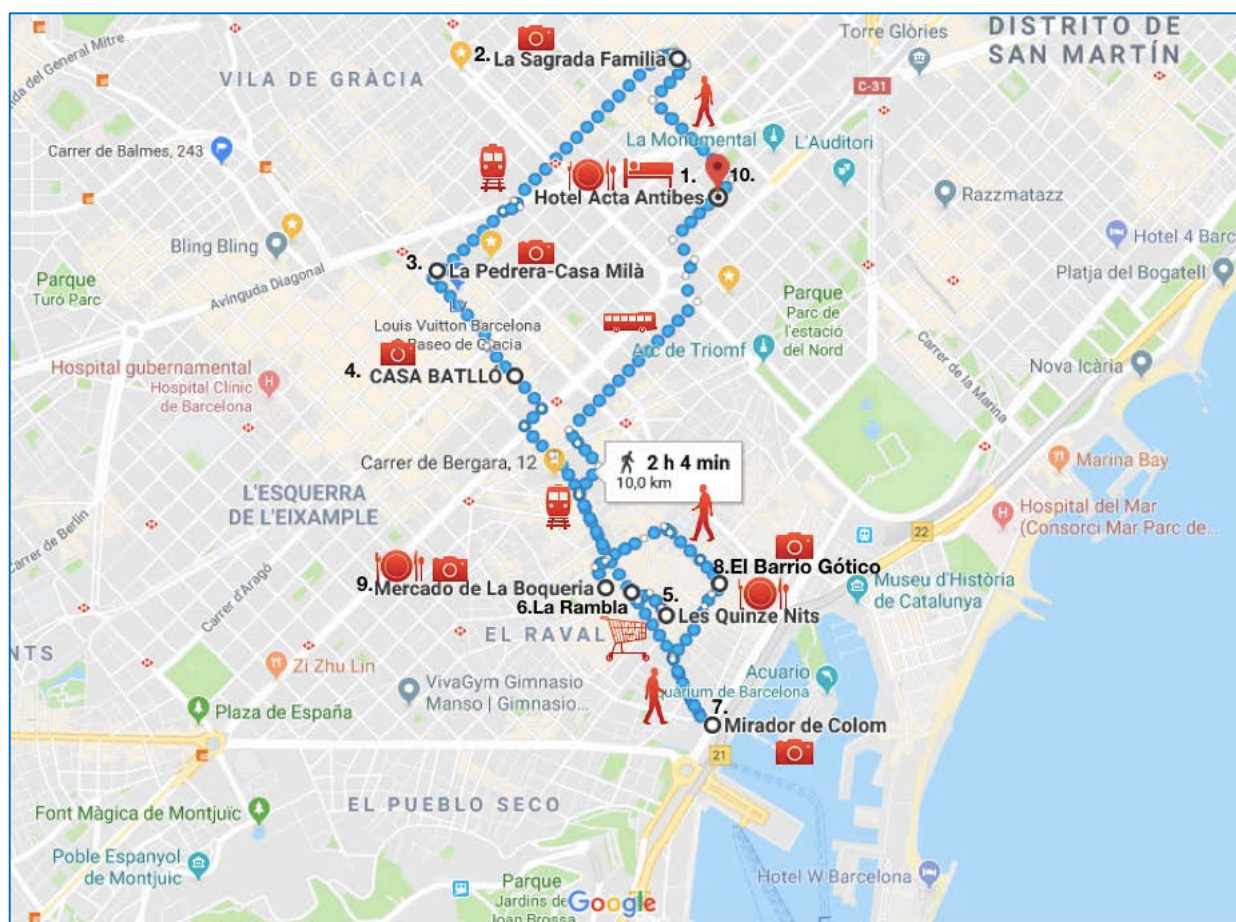 DISTRITO DE
SAN MARTÍN
Torre Glòries
2. La Sagrada Familia
VILA DE GRÀCIA
C-31
La Monumental
L'Auditori
Carrer de Balmes, 243
1.
10.
Hotel Acta Antibes
Razzmatazz
Bling Bling
Hotel 4 Barc
3. La Pedrera-Casa Milà
Platja del Bogatell
Parque
Turo Parc
Avinguda Diagonal
Parque
Parc de
l'estació
del Nord
Louis Vuitton Barcelona
Paseo de Gracia
Arc de Triomf
Carrer de la Marina
Nova Icària
Hospital gubernamental
Hospital Clínic
de Barcelona
4. CASA BATLLÓ
Carrer de Bergara, 12
2 h 4 min
10,0 km
Marina Bay
L'ESQUERRA
DE L'EIXAMPLE
Hospital del Mar
(Consorci Mar Parc de...
22
Carrer de Berlín
Carrer d'Aragó
8.El Barrio Gótico
9. Mercado de La Boqueria
Museu d'Història
de Catalunya
6.La Rambla
5.
Les Quinze Nits
EL RAVAL
NTS
Zi Zhu Lin
VivaGym Gimnasio
Manso | Gimnasio...
Acuario
quàrium de Barcelona
Plaza de España
7.
Mirador de Colom
21
EL PUEBLO SECO
Font Màgica de Montjuïc
Poble Espanyol
de Montjuic
Hotel W Barcelona
Parque
Jardins de
Joan Brossa
Google